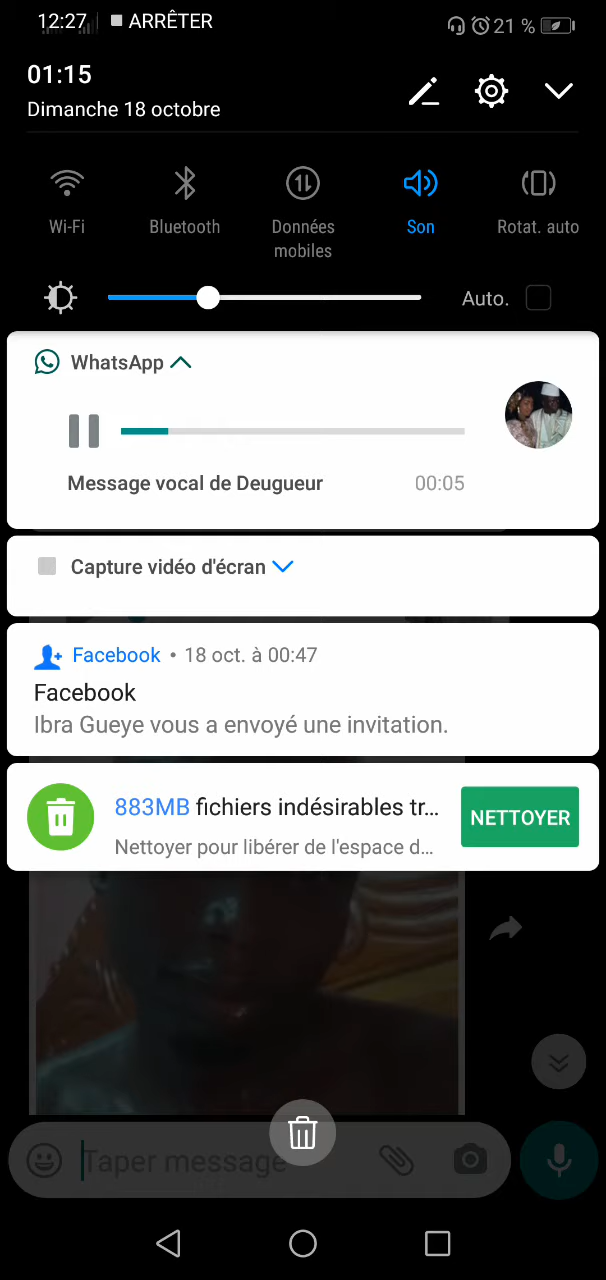 12:27 ARRÊTER 21 %
01:15
Dimanche 18 octobre
Wi-Fi Bluetooth Données mobiles Son Rotat. auto
Auto.
WhatsApp
Message vocal de Deugueur 00:05
Capture vidéo d'écran
Facebook • 18 oct. à 00:47
Facebook
Ibra Gueye vous a envoyé une invitation.
883MB fichiers indésirables tr...
NETTOYER
Nettoyer pour libérer de l'espace d...
Taper message